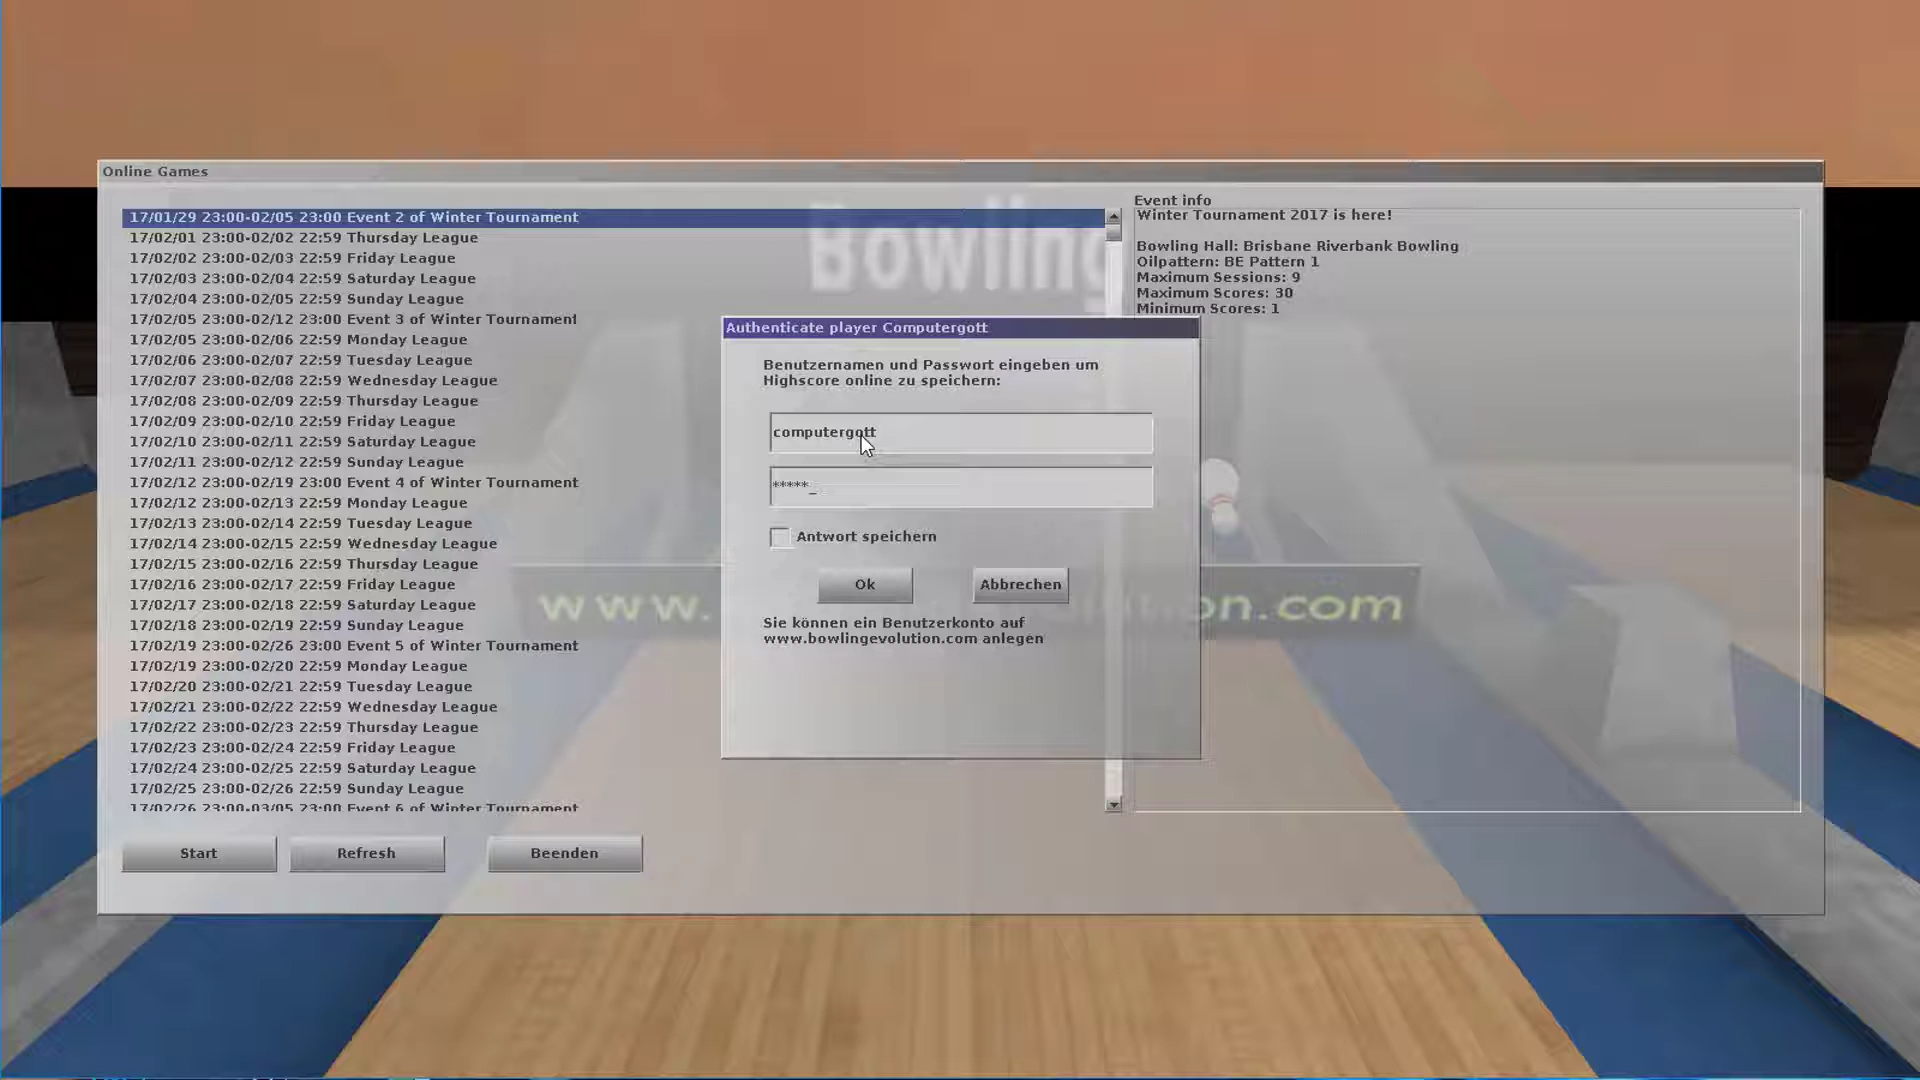 Online Games
17/01/29 23:00-02/05 23:00 Event 2 of Winter Tournament
17/02/01 23:00-02/02 22:59 Thursday League
17/02/02 23:00-02/03 22:59 Friday League
17/02/03 23:00-02/04 22:59 Saturday League
17/02/04 23:00-02/05 22:59 Sunday League
17/02/05 23:00-02/12 23:00 Event 3 of Winter Tournament
17/02/05 23:00-02/06 22:59 Monday League
17/02/06 23:00-02/07 22:59 Tuesday League
17/02/07 23:00-02/08 22:59 Wednesday League
17/02/08 23:00-02/09 22:59 Thursday League
17/02/09 23:00-02/10 22:59 Friday League
17/02/10 23:00-02/11 22:59 Saturday League
17/02/11 23:00-02/12 22:59 Sunday League
17/02/12 23:00-02/19 23:00 Event 4 of Winter Tournament
17/02/12 23:00-02/13 22:59 Monday League
17/02/13 23:00-02/14 22:59 Tuesday League
17/02/14 23:00-02/15 22:59 Wednesday League
17/02/15 23:00-02/16 22:59 Thursday League
17/02/16 23:00-02/17 22:59 Friday League
17/02/17 23:00-02/18 22:59 Saturday League
17/02/18 23:00-02/19 22:59 Sunday League
17/02/19 23:00-02/26 23:00 Event 5 of Winter Tournament
17/02/19 23:00-02/20 22:59 Monday League
17/02/20 23:00-02/21 22:59 Tuesday League
17/02/21 23:00-02/22 22:59 Wednesday League
17/02/22 23:00-02/23 22:59 Thursday League
17/02/23 23:00-02/24 22:59 Friday League
17/02/24 23:00-02/25 22:59 Saturday League
17/02/25 23:00-02/26 22:59 Sunday League
17/02/26 23:00-03/05 23:00 Event 6 of Winter Tournament
Start
Refresh
Beenden
Bowling
Event info
Winter Tournament 2017 is here!
Bowling Hall: Brisbane Riverbank Bowling
Oilpattern: BE Pattern 1
Maximum Sessions: 9
Maximum Scores: 30
Minimum Scores: 1
Authenticate player Computergott
Benutzernamen und Passwort eingeben um
Highscore online zu speichern:
computergott
*****_
Antwort speichern
Ok
Abbrechen
Sie können ein Benutzerkonto auf
www.bowlingevolution.com anlegen